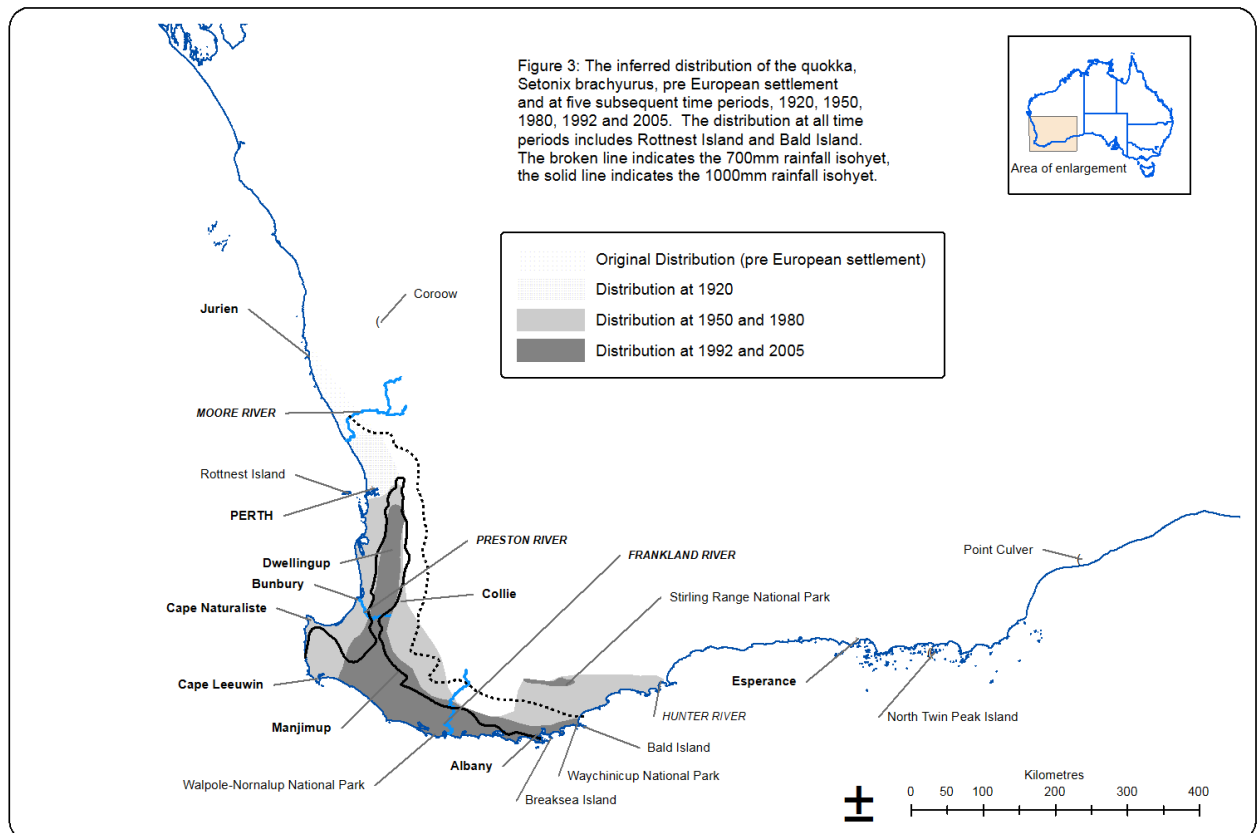 Figure 3: The inferred distribution of the quokka,
Setonix brachyurus, pre European settlement
and at five subsequent time periods, 1920, 1950,
1980, 1992 and 2005. The distribution at all time
periods includes Rottnest Island and Bald Island.
The broken line indicates the 700mm rainfall isohyet,
the solid line indicates the 1000mm rainfall isohyet.
Area of enlargement
Original Distribution (pre European settlement)
Distribution at 1920
Distribution at 1950 and 1980
Distribution at 1992 and 2005
Coroow
Jurien
MOORE RIVER
Rottnest Island
PERTH
PRESTON RIVER
FRANKLAND RIVER
Point Culver
Dwellingup
Bunbury
Collie
Stirling Range National Park
Cape Naturaliste
Cape Leeuwin
Esperance
HUNTER RIVER
North Twin Peak Island
Manjimup
Bald Island
Albany
Waychinicup National Park
Walpole-Nornalup National Park
Breaksea Island
Kilometres
0 50 100 200 300 400
±